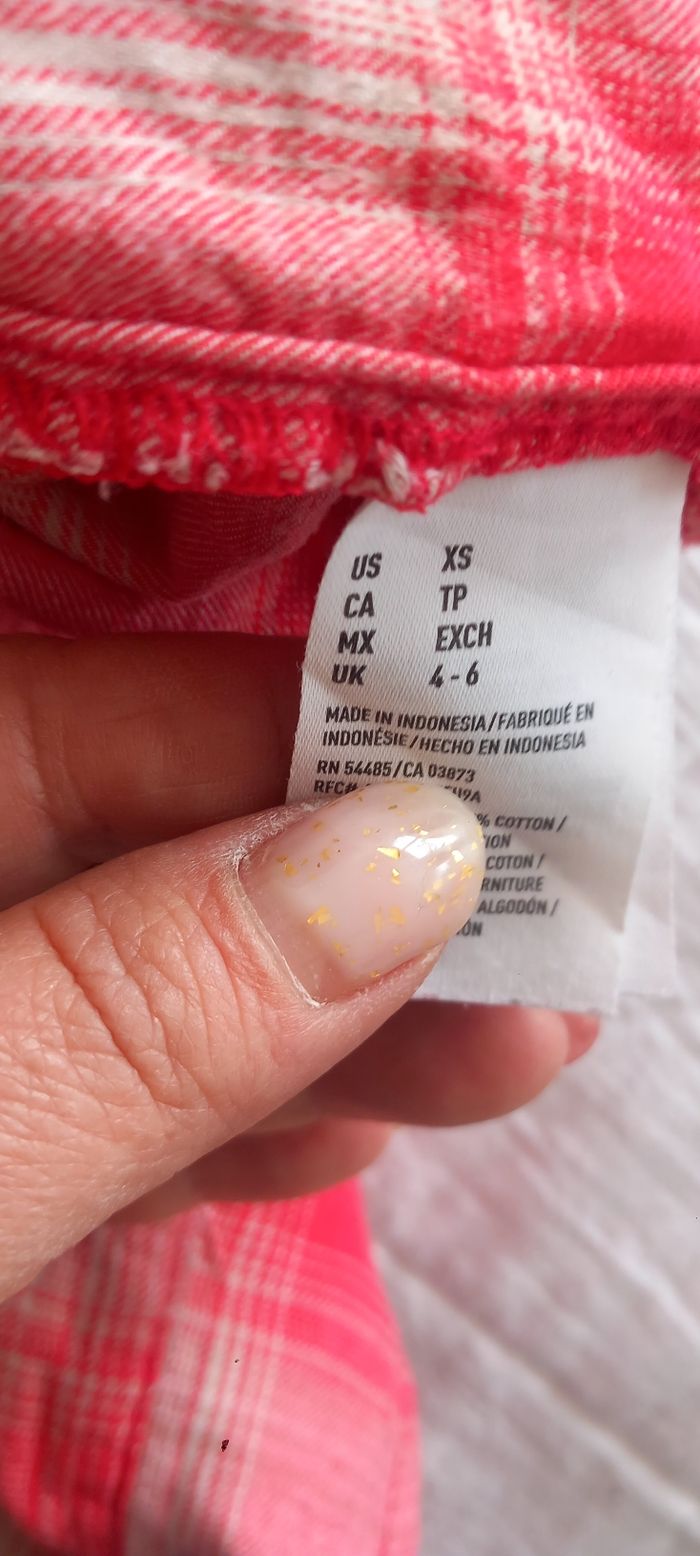 US XS
CA TP
MX EXCH
UK 4-6
MADE IN INDONESIA/FABRIQUÉ EN
INDONÉSIE/HECHO EN INDONESIA
RN 54485/CA 03873
RFC#
% COTTON /
COTON /
ALGODÓN /